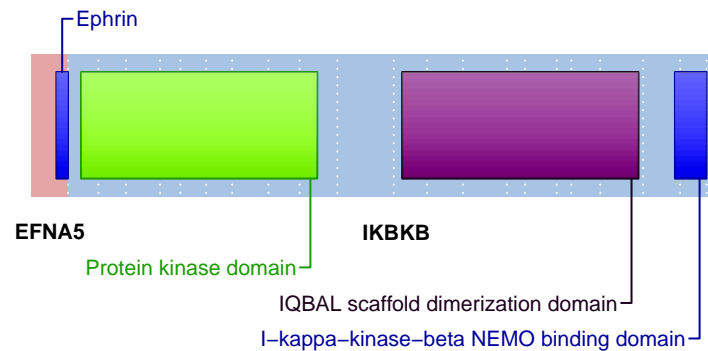 Ephrin
EFNA5 IKBKB
Protein kinase domain
IQBAL scaffold dimerization domain
I−kappa−kinase−beta NEMO binding domain